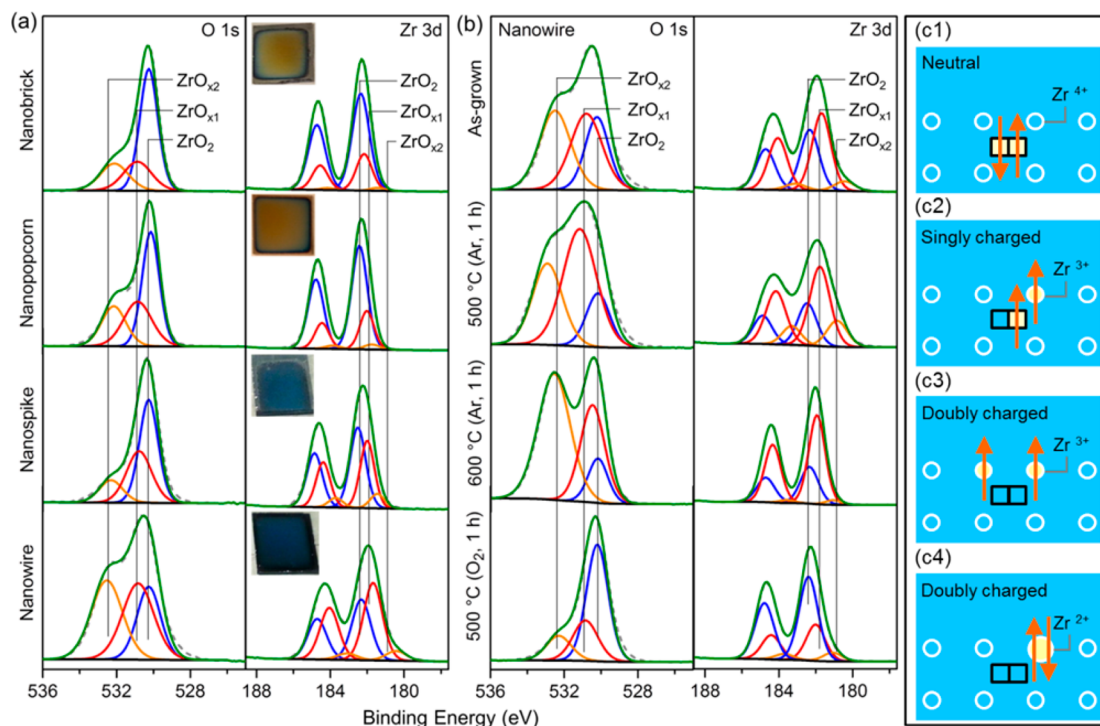 (a)
O 1s
Zr 3d
(b)
Nanowire
O 1s
Zr 3d
(c1)
Nanobrick
ZrOx2
ZrOx1
ZrO2
ZrO2
ZrOx1
ZrOx2
As-grown
ZrOx2
ZrOx1
ZrO2
ZrO2
ZrOx1
ZrOx2
Neutral
Zr 4+
Nanopopcorn
500 °C (Ar, 1 h)
(c2)
Singly charged
Zr 3+
Nanospike
600 °C (Ar, 1 h)
(c3)
Doubly charged
Zr 3+
Nanowire
500 °C (O2, 1 h)
(c4)
Doubly charged
Zr 2+
536 532 528 188 184 180 536 532 528 188 184 180
Binding Energy (eV)